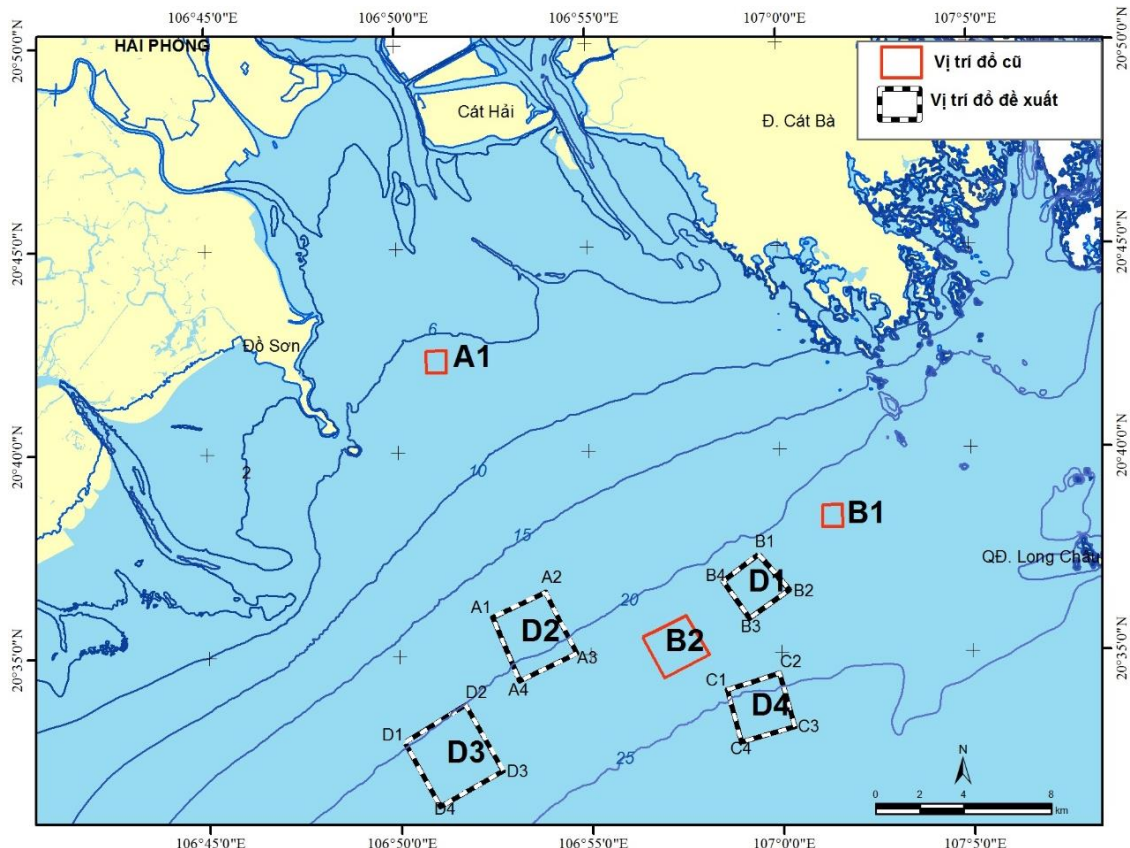 106°45'0"E 106°50'0"E 106°55'0"E 107°0'0"E 107°5'0"E
20°50'0"N
20°50'0"N
HẢI PHÒNG
Vị trí đổ cũ
Vị trí đổ đề xuất
Cát Hải
Đ. Cát Bà
20°45'0"N
20°45'0"N
6
Đồ Sơn
A1
20°40'0"N
20°40'0"N
2
10
15
B1
QĐ. Long Châu
B1
B4
D1
B2
B3
20
A2
A1
D2
A3
A4
B2
20°35'0"N
20°35'0"N
C2
C1
D4
C3
C4
D2
D1
D3
D3
D4
25
N
0 2 4 8
km
106°45'0"E 106°50'0"E 106°55'0"E 107°0'0"E 107°5'0"E